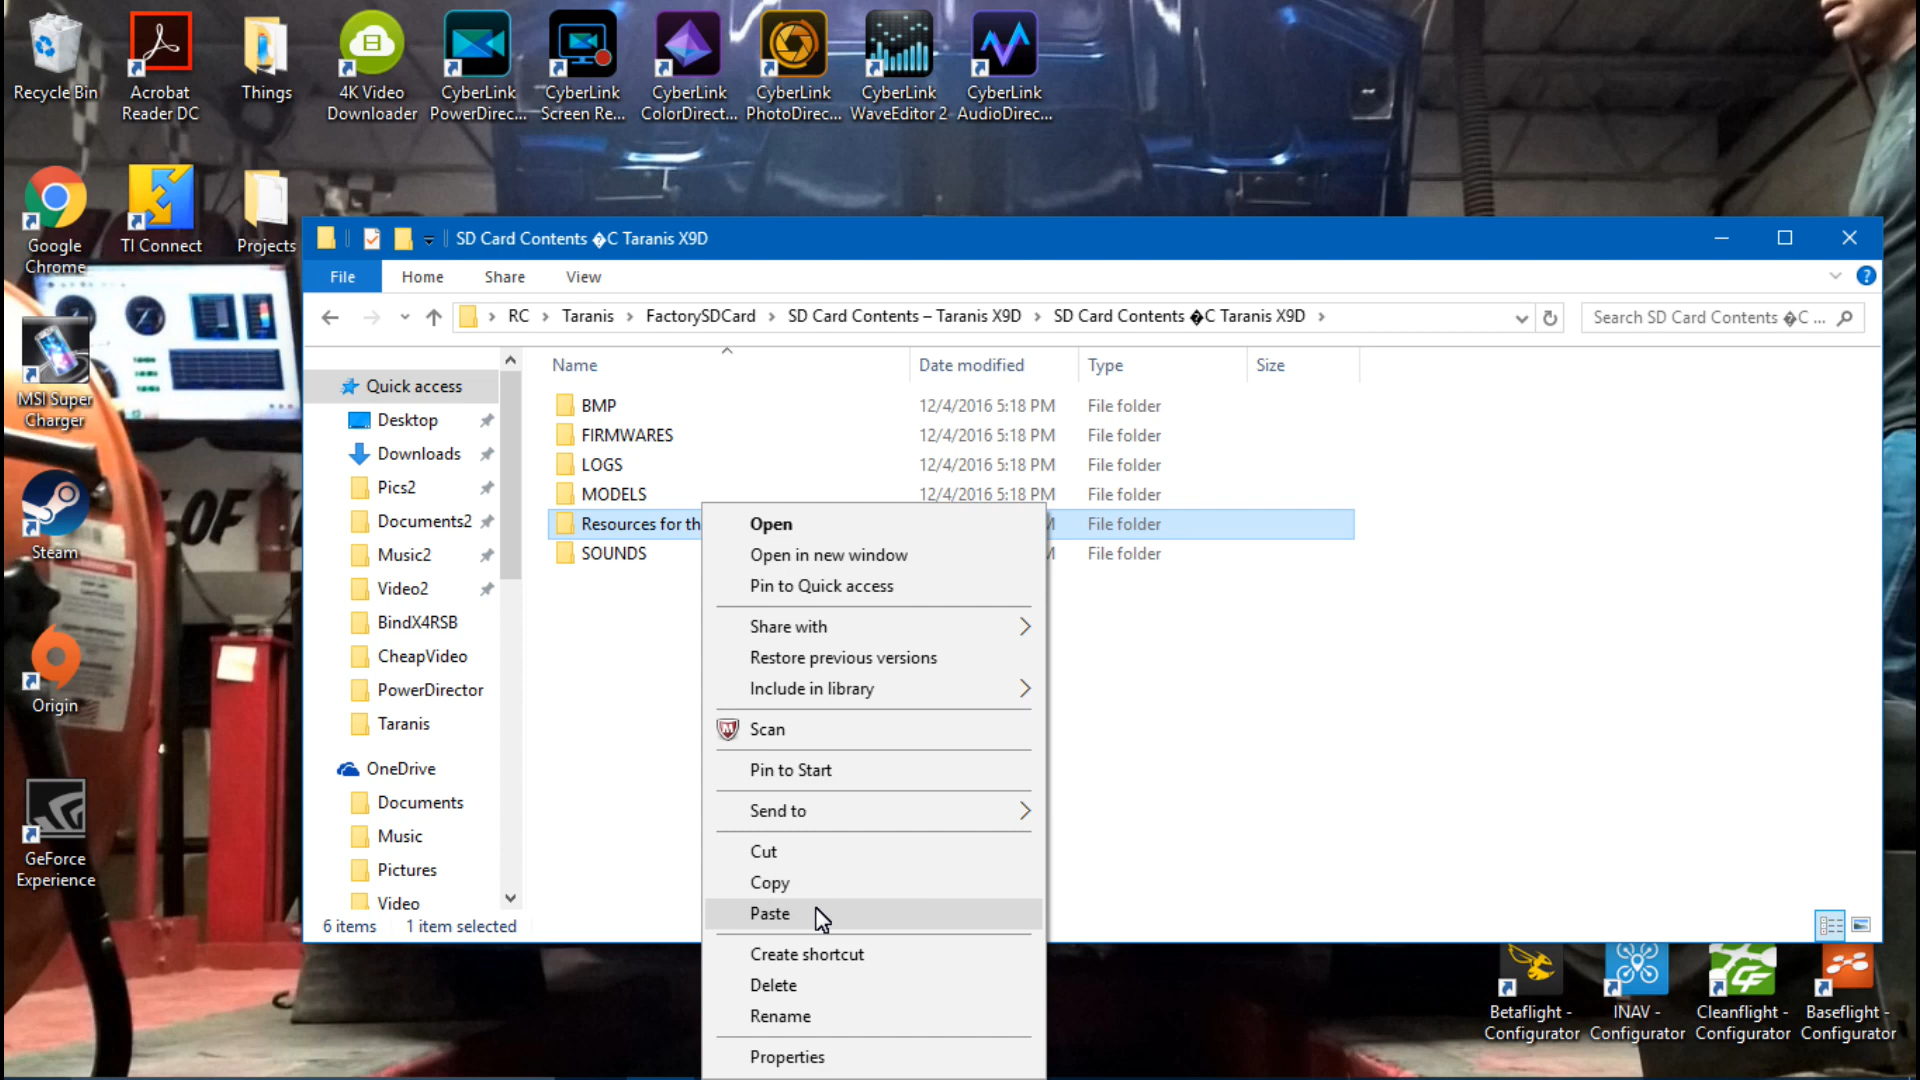 Recycle Bin
Acrobat
Reader DC
Things
4K Video
Downloader
CyberLink
PowerDirec...
CyberLink
Screen Re...
CyberLink
ColorDirect...
CyberLink
PhotoDirec...
CyberLink
WaveEditor 2
CyberLink
AudioDirec...
Google
Chrome
TI Connect
Projects
MSI Super
Charger
Steam
Origin
GeForce
Experience
SD Card Contents �C Taranis X9D
File Home Share View
RC > Taranis > FactorySDCard > SD Card Contents – Taranis X9D > SD Card Contents �C Taranis X9D >
Search SD Card Contents �C ...
Name Date modified Type Size
Quick access
Desktop
Downloads
Pics2
Documents2
Music2
Video2
BindX4RSB
CheapVideo
PowerDirector
Taranis
OneDrive
Documents
Music
Pictures
Video
BMP 12/4/2016 5:18 PM File folder
FIRMWARES 12/4/2016 5:18 PM File folder
LOGS 12/4/2016 5:18 PM File folder
MODELS 12/4/2016 5:18 PM File folder
Resources for th M File folder
SOUNDS M File folder
Open
Open in new window
Pin to Quick access
Share with
Restore previous versions
Include in library
Scan
Pin to Start
Send to
Cut
Copy
Paste
Create shortcut
Delete
Rename
Properties
6 items 1 item selected
OF
Betaflight -
Configurator
INAV -
Configurator
Cleanflight -
Configurator
Baseflight -
Configurator